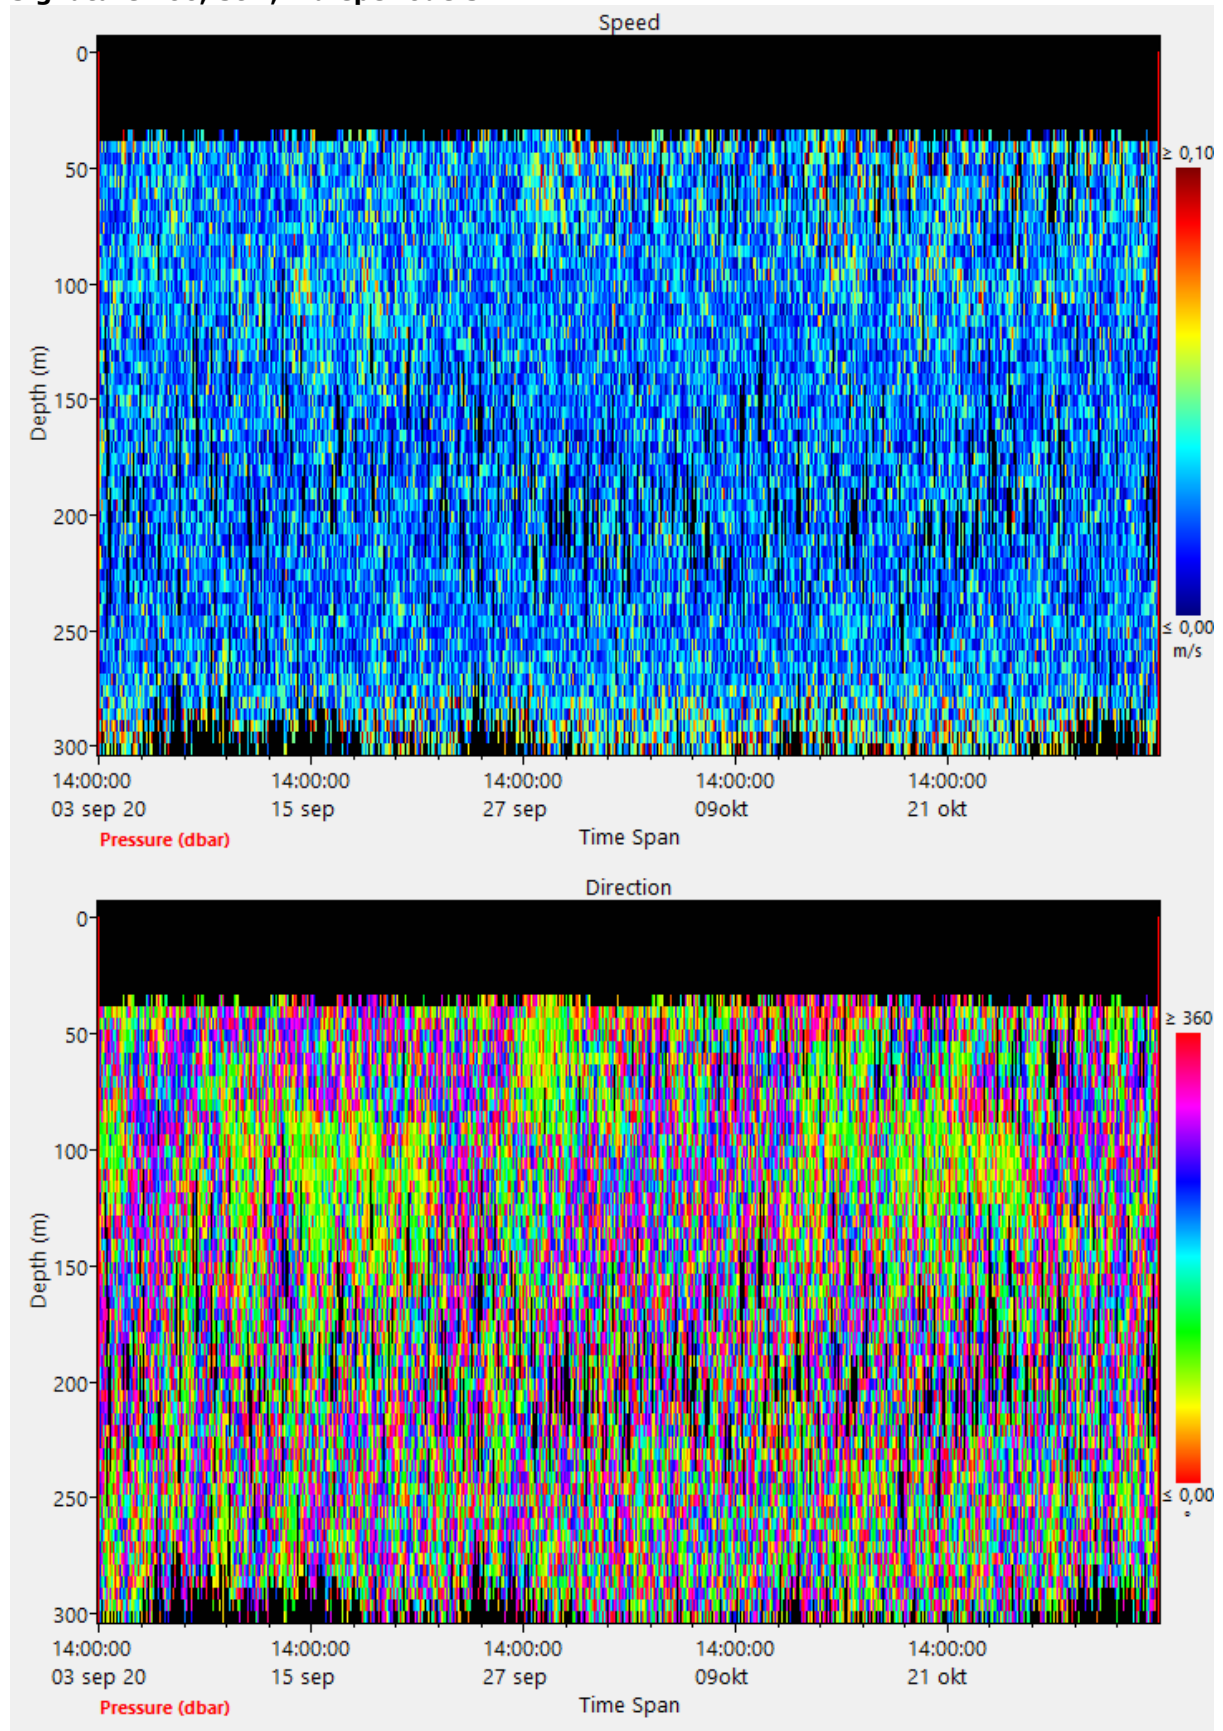 Speed
0
50
100
150
200
250
300
Depth (m)
≥ 0,10
≤ 0,00
m/s
14:00:00 14:00:00 14:00:00 14:00:00 14:00:00
03 sep 20 15 sep 27 sep 09okt 21 okt
Pressure (dbar) Time Span
Direction
0
50
100
150
200
250
300
Depth (m)
≥ 360
≤ 0,00
°
14:00:00 14:00:00 14:00:00 14:00:00 14:00:00
03 sep 20 15 sep 27 sep 09okt 21 okt
Pressure (dbar) Time Span